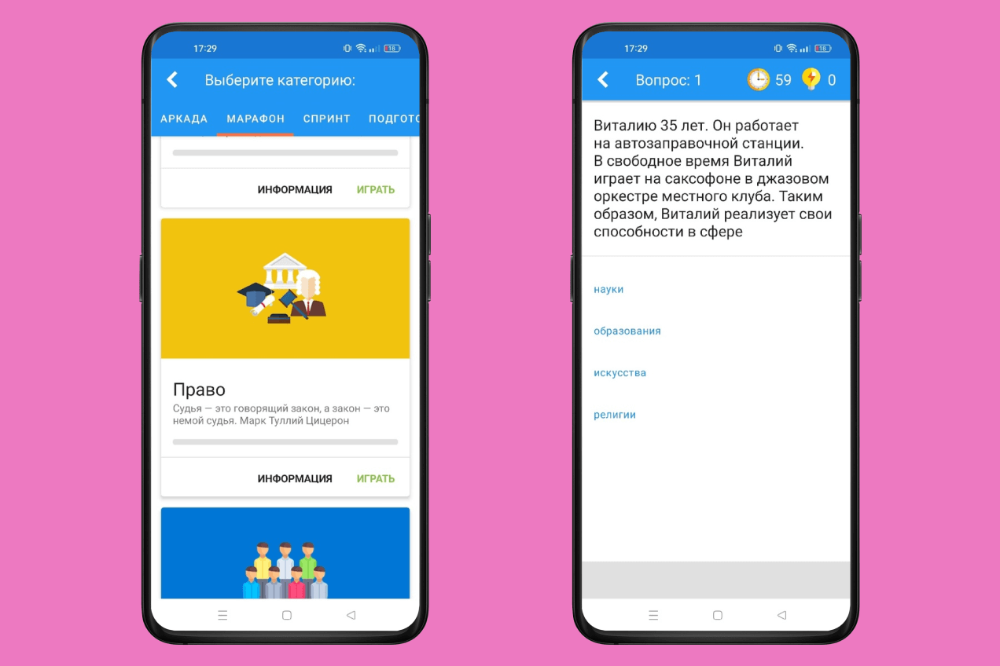 17:29
18
Выберите категорию:
АРКАДА МАРАФОН СПРИНТ ПОДГОТО
ИНФОРМАЦИЯ ИГРАТЬ
Право
Судья — это говорящий закон, а закон — это
немой судья. Марк Туллий Цицерон
ИНФОРМАЦИЯ ИГРАТЬ
17:29
18
Вопрос: 1 59 0
Виталию 35 лет. Он работает
на автозаправочной станции.
В свободное время Виталий
играет на саксофоне в джазовом
оркестре местного клуба. Таким
образом, Виталий реализует свои
способности в сфере
науки
образования
искусства
религии